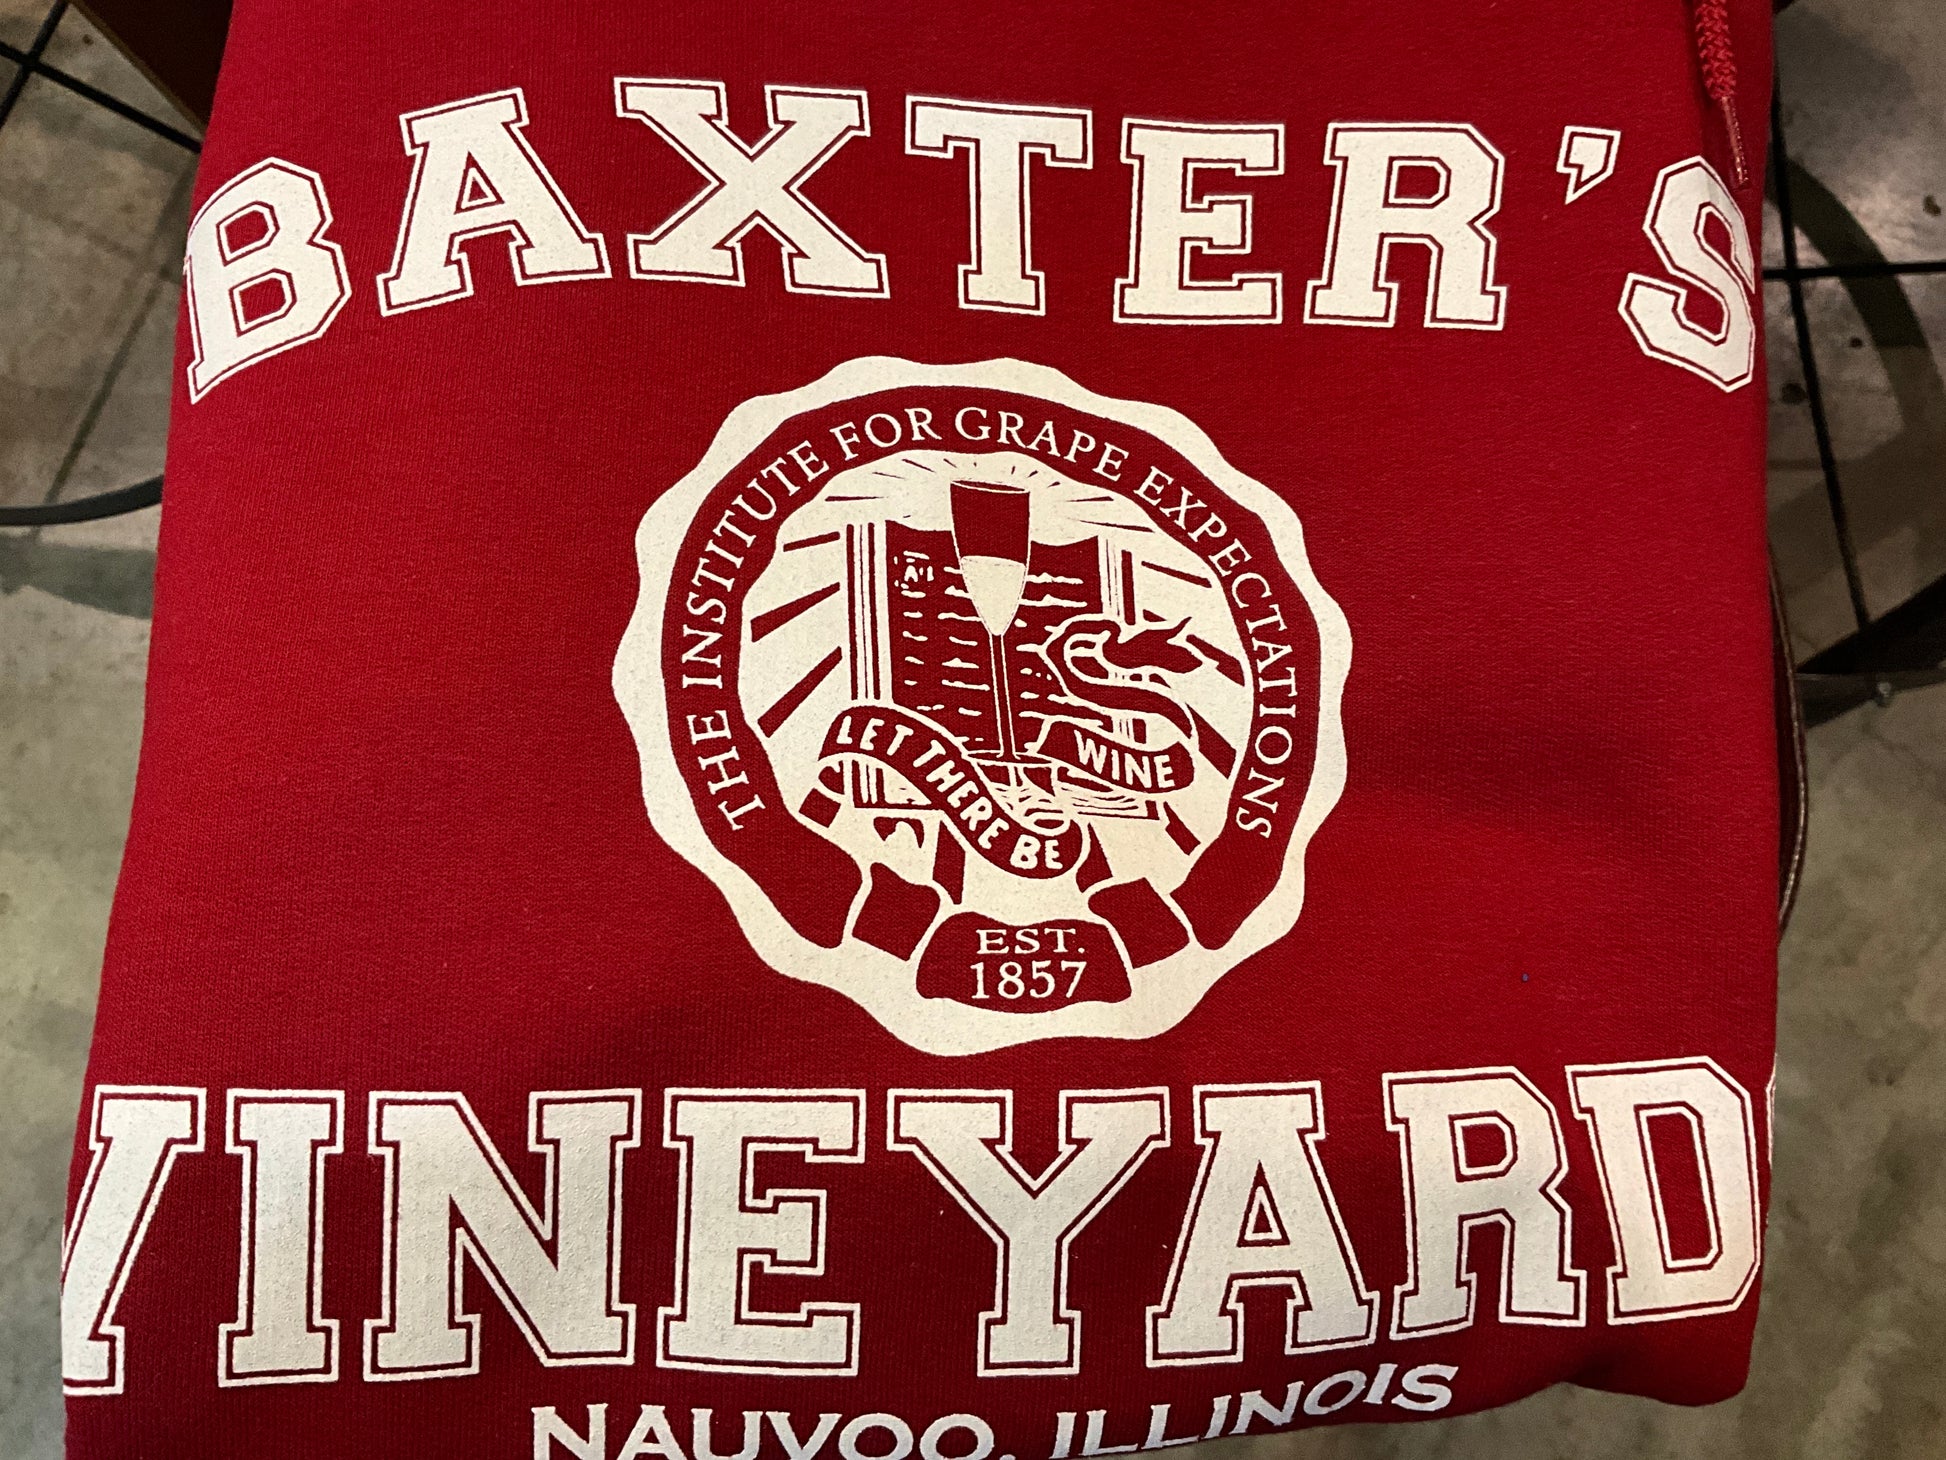 BAXTER'S
THE INSTITUTE FOR GRAPE EXPECTATIONS
LET THERE BE WINE
EST.
1857
VINEYARDS
NAUVOO, ILLINOIS